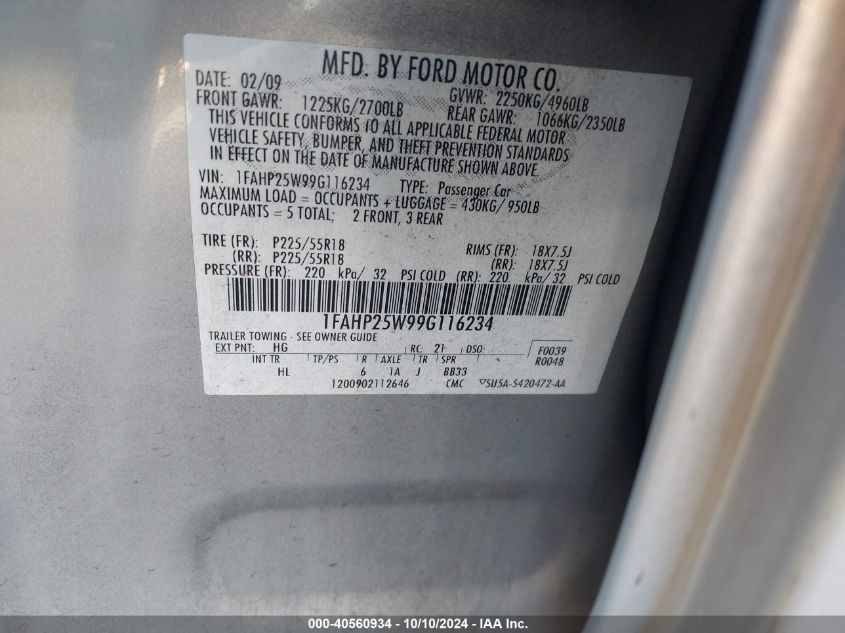 MFD. BY FORD MOTOR CO.
DATE: 02/09 GVWR: 2250KG/4960LB
FRONT GAWR: 1225KG/2700LB REAR GAWR: 1066KG/2350LB
THIS VEHICLE CONFORMS TO ALL APPLICABLE FEDERAL MOTOR
VEHICLE SAFETY, BUMPER, AND THEFT PREVENTION STANDARDS
IN EFFECT ON THE DATE OF MANUFACTURE SHOWN ABOVE.
VIN: 1FAHP25W99G116234 TYPE: Passenger Car
MAXIMUM LOAD = OCCUPANTS + LUGGAGE = 430KG/ 950LB
OCCUPANTS = 5 TOTAL; 2 FRONT, 3 REAR
TIRE (FR): P225/55R18 RIMS (FR): 18X7.5J
(RR): P225/55R18 (RR): 18X7.5J
PRESSURE (FR): 220 kPa/ 32 PSI COLD (RR): 220 kPa/ 32 PSI COLD
1FAHP25W99G116234
TRAILER TOWING - SEE OWNER GUIDE
EXT PNT: HG RC: 21 DSO: F0039
INT TR TP/PS R AXLE TR SPR R0048
HL 6 1A J BB33
1200902112646 CMC ▽5U5A-5420472-AA
000-40560934 - 10/10/2024 - IAA Inc.